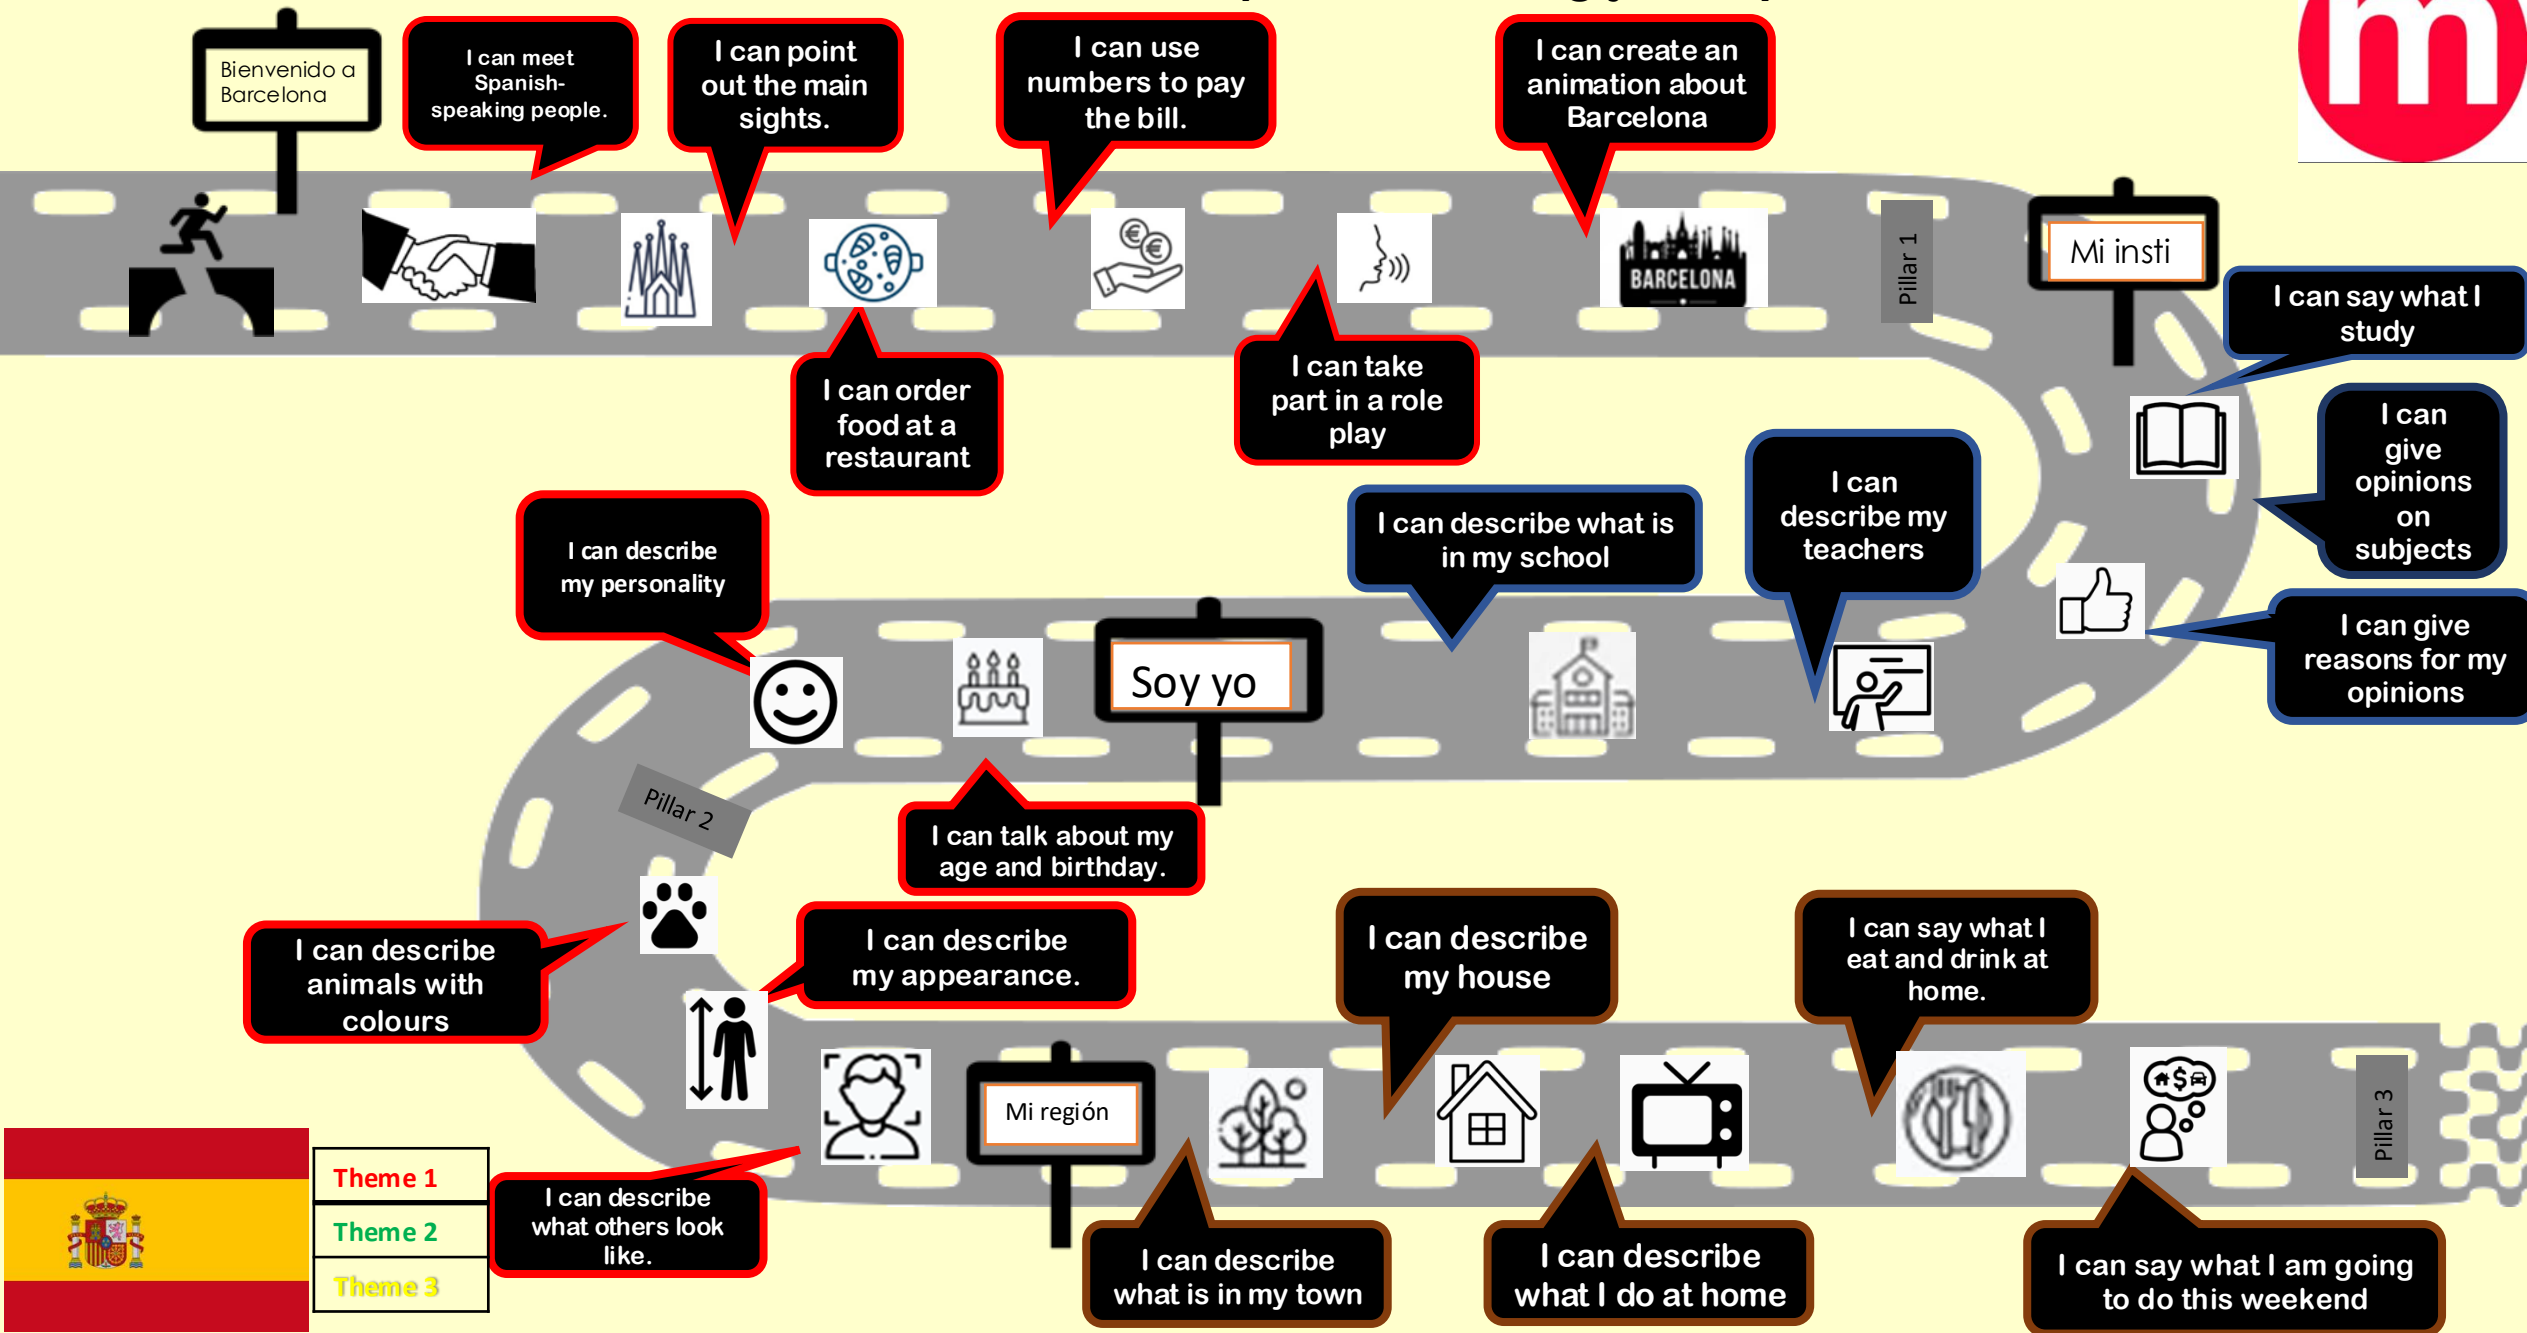 Bienvenido a
Barcelona
I can meet
Spanish-
speaking people.
I can point
out the main
sights.
I can use
numbers to pay
the bill.
I can create an
animation about
Barcelona
m
BARCELONA
Pillar 1
Mi insti
I can order
food at a
restaurant
I can take
part in a role
play
I can say what I
study
I can
give
opinions
on
subjects
I can give
reasons for my
opinions
I can
describe my
teachers
I can describe what is
in my school
Soy yo
I can talk about my
age and birthday.
I can describe
my personality
Pillar 2
I can describe
animals with
colours
I can describe
my appearance.
I can describe
what others look
like.
Mi región
I can describe
what is in my town
I can describe
my house
I can describe
what I do at home
I can say what I
eat and drink at
home.
I can say what I am going
to do this weekend
Pillar 3
Theme 1
Theme 2
Theme 3